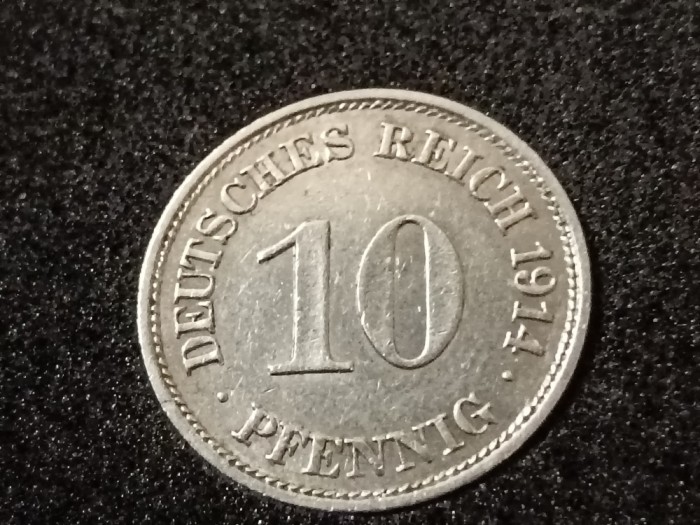 DEUTSCHES REICH 1914
10
· PFENNIG ·